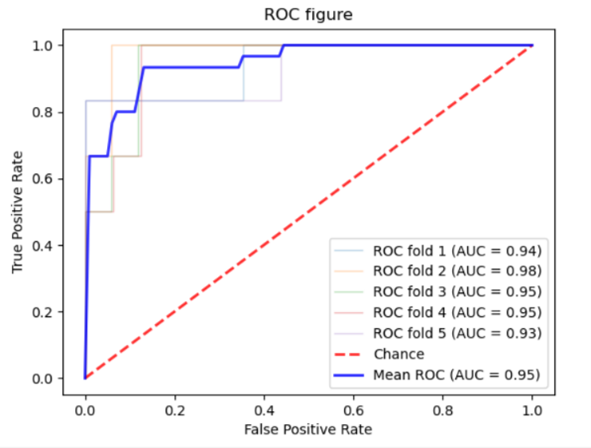 ROC figure
1.0
0.8
0.6
0.4
0.2
0.0
True Positive Rate
ROC fold 1 (AUC = 0.94)
ROC fold 2 (AUC = 0.98)
ROC fold 3 (AUC = 0.95)
ROC fold 4 (AUC = 0.95)
ROC fold 5 (AUC = 0.93)
Chance
Mean ROC (AUC = 0.95)
0.0 0.2 0.4 0.6 0.8 1.0
False Positive Rate